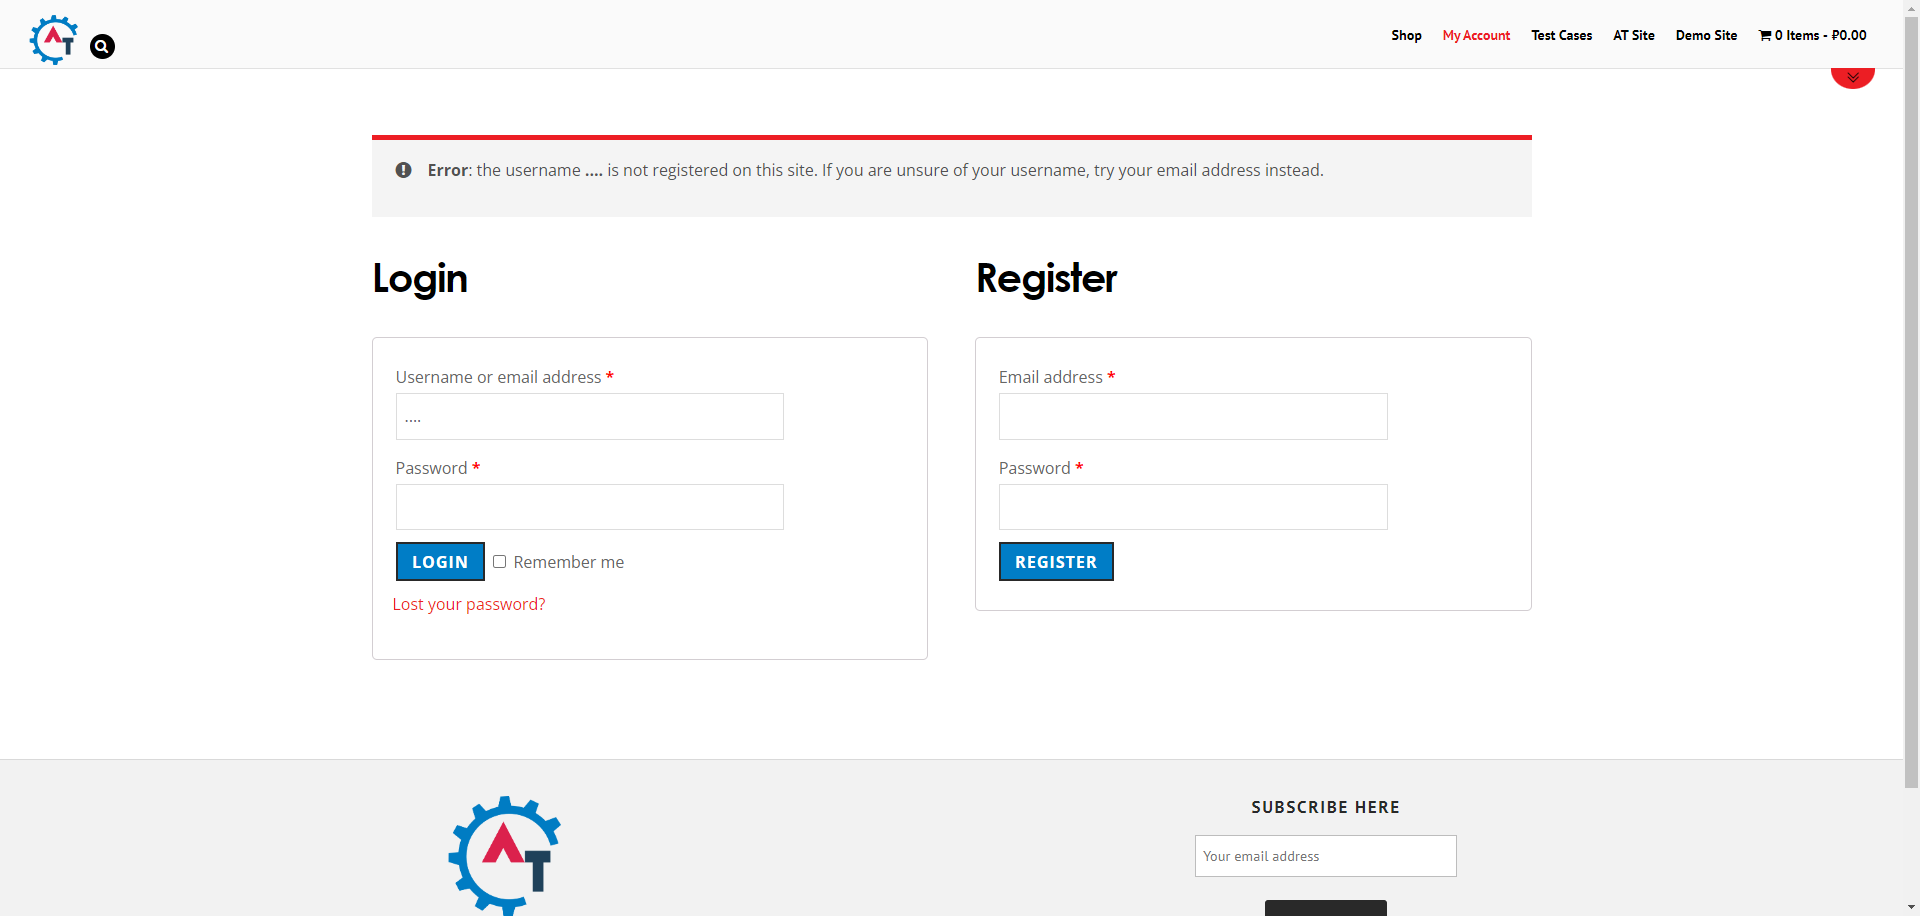 AT
Shop My Account Test Cases AT Site Demo Site 0 Items - ₽0.00
Error: the username .... is not registered on this site. If you are unsure of your username, try your email address instead.
Login
Username or email address *
....
Password *
LOGIN Remember me
Lost your password?
Register
Email address *
Password *
REGISTER
AT
SUBSCRIBE HERE
Your email address